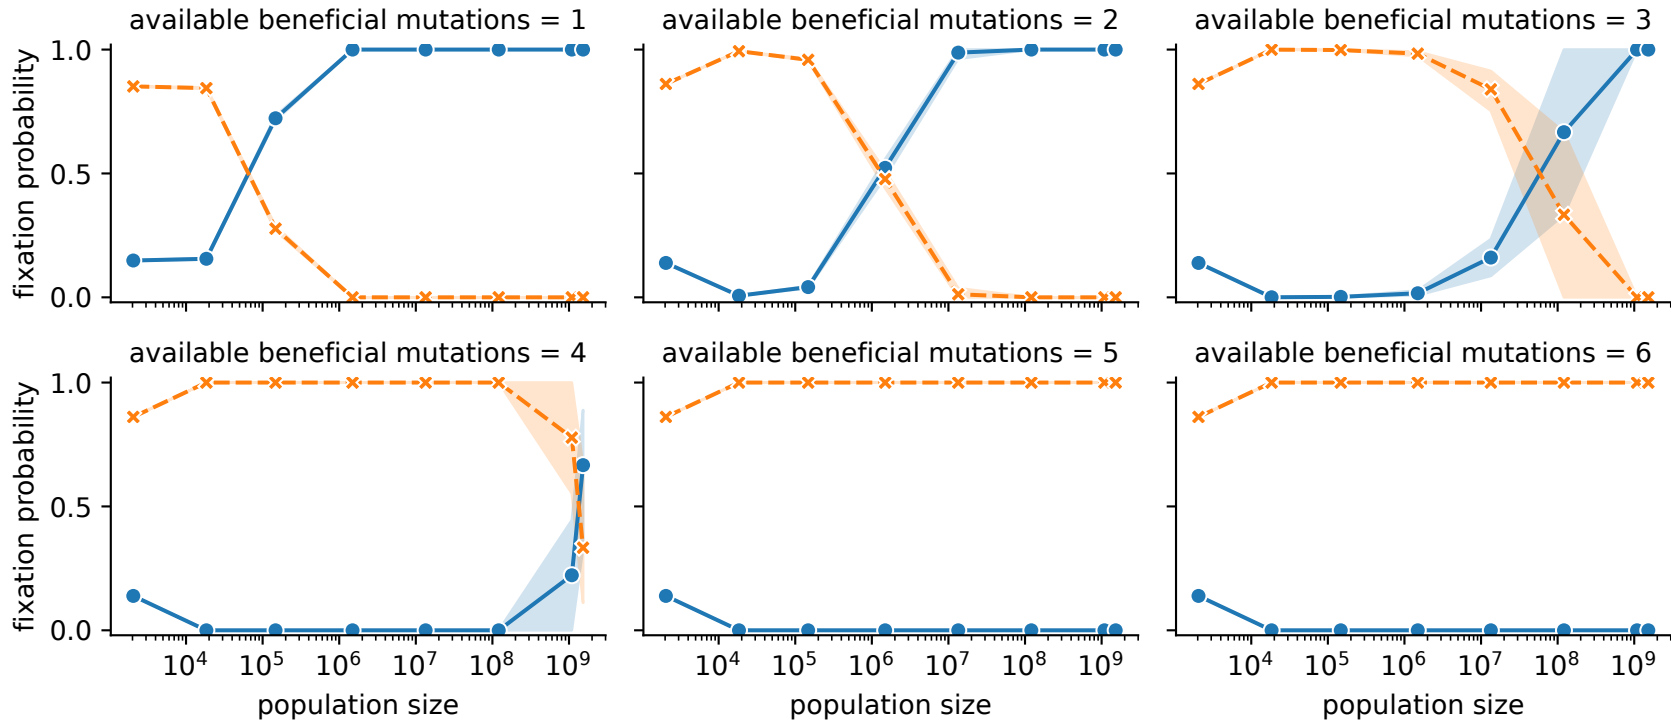 available beneficial mutations = 1
available beneficial mutations = 2
available beneficial mutations = 3
1.0
0.5
0.0
fixation probability
available beneficial mutations = 4
available beneficial mutations = 5
available beneficial mutations = 6
1.0
0.5
0.0
fixation probability
10⁴ 10⁵ 10⁶ 10⁷ 10⁸ 10⁹
10⁴ 10⁵ 10⁶ 10⁷ 10⁸ 10⁹
10⁴ 10⁵ 10⁶ 10⁷ 10⁸ 10⁹
population size
population size
population size